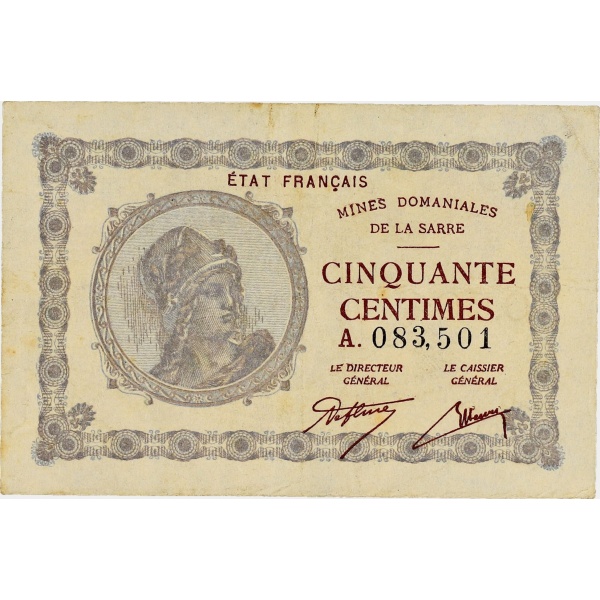 ÉTAT FRANÇAIS
MINES DOMANIALES
DE LA SARRE
CINQUANTE
CENTIMES
A. 083,501
LE DIRECTEUR
GÉNÉRAL
LE CAISSIER
GÉNÉRAL